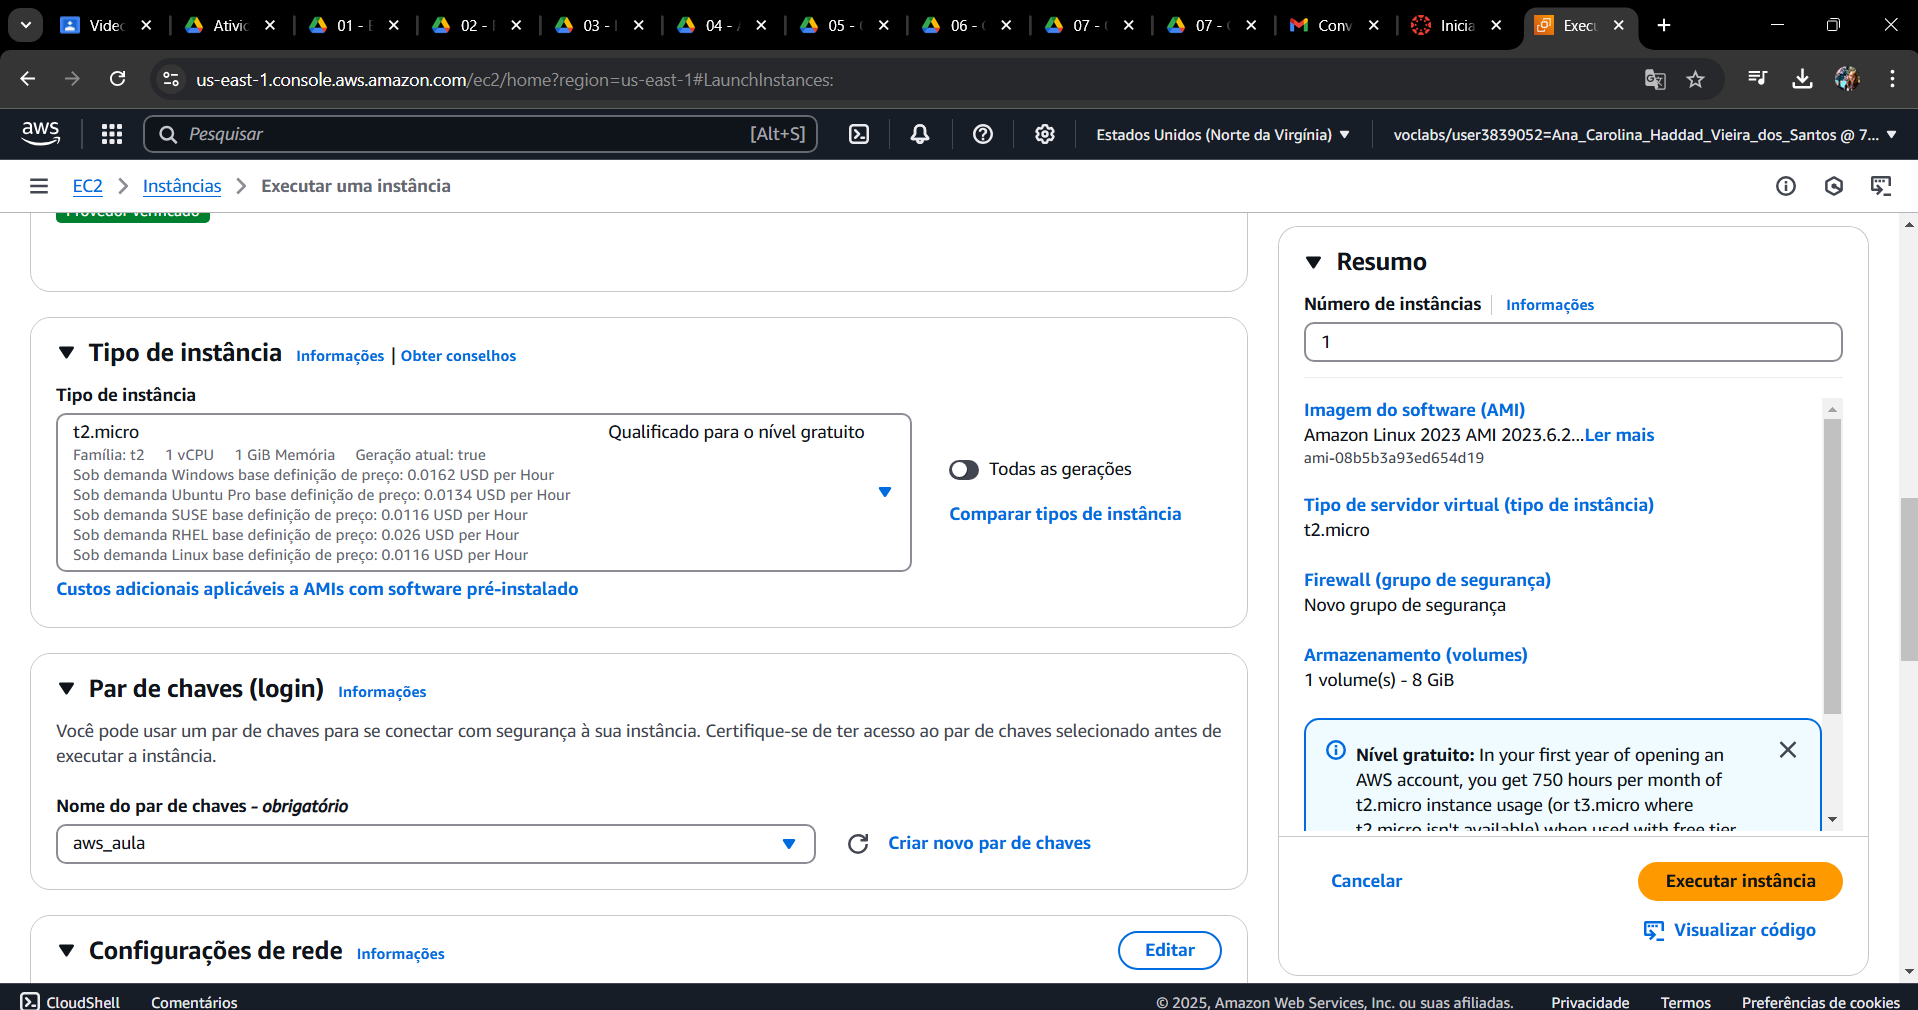 Videc
Ativid
01 - E
02 -
03 -
04 - A
05 - C
06 - C
07 - C
07 - C
Conv
Inicia
Execu
us-east-1.console.aws.amazon.com/ec2/home?region=us-east-1#LaunchInstances:
aws
Pesquisar
[Alt+S]
Estados Unidos (Norte da Virgínia)
voclabs/user3839052=Ana_Carolina_Haddad_Vieira_dos_Santos @ 7...
EC2
Instâncias
Executar uma instância
Provedor verificado
Tipo de instância
Informações | Obter conselhos
Tipo de instância
t2.micro
Qualificado para o nível gratuito
Família: t2 1 vCPU 1 GiB Memória Geração atual: true
Sob demanda Windows base definição de preço: 0.0162 USD per Hour
Sob demanda Ubuntu Pro base definição de preço: 0.0134 USD per Hour
Sob demanda SUSE base definição de preço: 0.0116 USD per Hour
Sob demanda RHEL base definição de preço: 0.026 USD per Hour
Sob demanda Linux base definição de preço: 0.0116 USD per Hour
Todas as gerações
Comparar tipos de instância
Custos adicionais aplicáveis a AMIs com software pré-instalado
Par de chaves (login)
Informações
Você pode usar um par de chaves para se conectar com segurança à sua instância. Certifique-se de ter acesso ao par de chaves selecionado antes de
executar a instância.
Nome do par de chaves - obrigatório
aws_aula
Criar novo par de chaves
Configurações de rede
Informações
Editar
Resumo
Número de instâncias
Informações
1
Imagem do software (AMI)
Amazon Linux 2023 AMI 2023.6.2...Ler mais
ami-08b5b3a93ed654d19
Tipo de servidor virtual (tipo de instância)
t2.micro
Firewall (grupo de segurança)
Novo grupo de segurança
Armazenamento (volumes)
1 volume(s) - 8 GiB
Nível gratuito: In your first year of opening an
AWS account, you get 750 hours per month of
t2.micro instance usage (or t3.micro where
t2.micro isn't available) when used with free tier
Cancelar
Executar instância
Visualizar código
CloudShell
Comentários
© 2025, Amazon Web Services, Inc. ou suas afiliadas.
Privacidade
Termos
Preferências de cookies